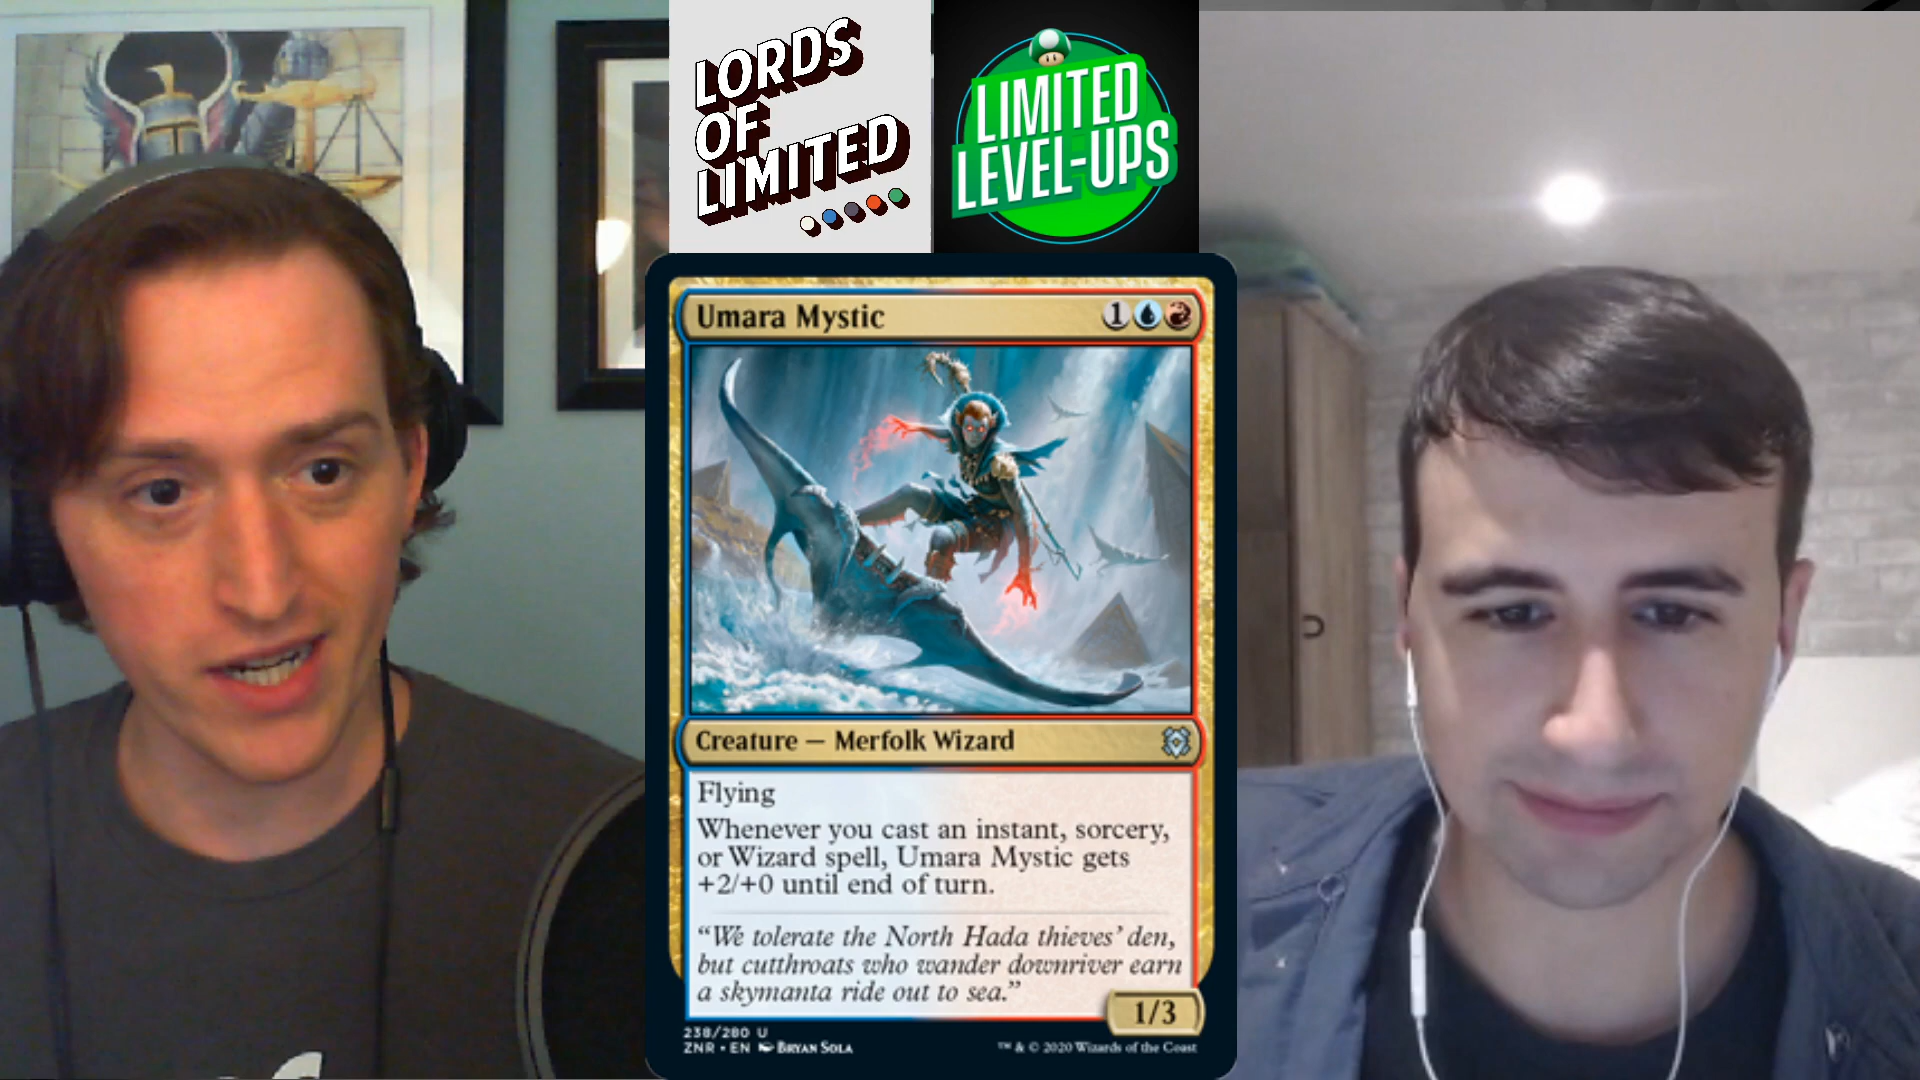 LORDS
OF
LIMITED
LIMITED
LEVEL-UPS
Umara Mystic
1
Creature — Merfolk Wizard
Flying
Whenever you cast an instant, sorcery,
or Wizard spell, Umara Mystic gets
+2/+0 until end of turn.
“We tolerate the North Hada thieves’ den,
but cutthroats who wander downriver earn
a skymanta ride out to sea.”
1/3
238/280 U
ZNR • EN Bryan Sola
™ & © 2020 Wizards of the Coast